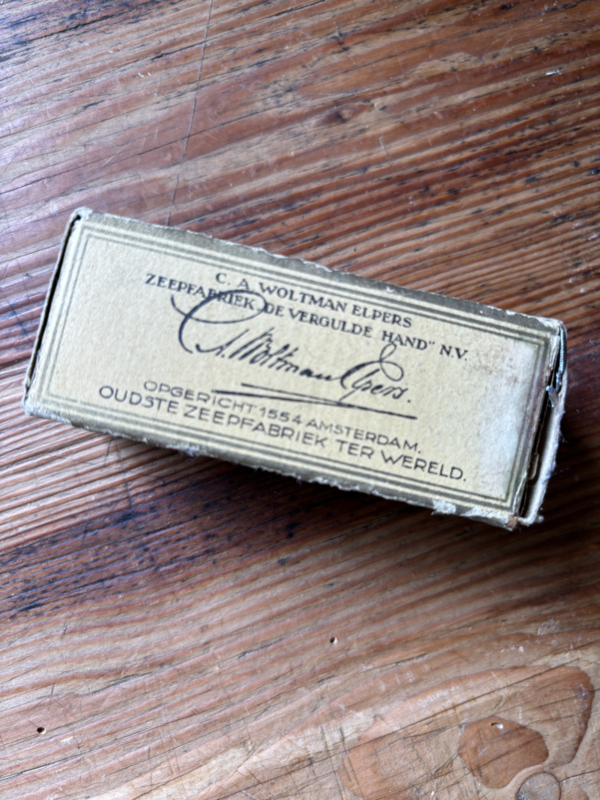 C. A. WOLTMAN ELPERS
ZEEPFABRIEK „DE VERGULDE HAND" N.V.
C. A. Woltman Elpers.
OPGERICHT 1554 AMSTERDAM.
OUDSTE ZEEPFABRIEK TER WERELD.